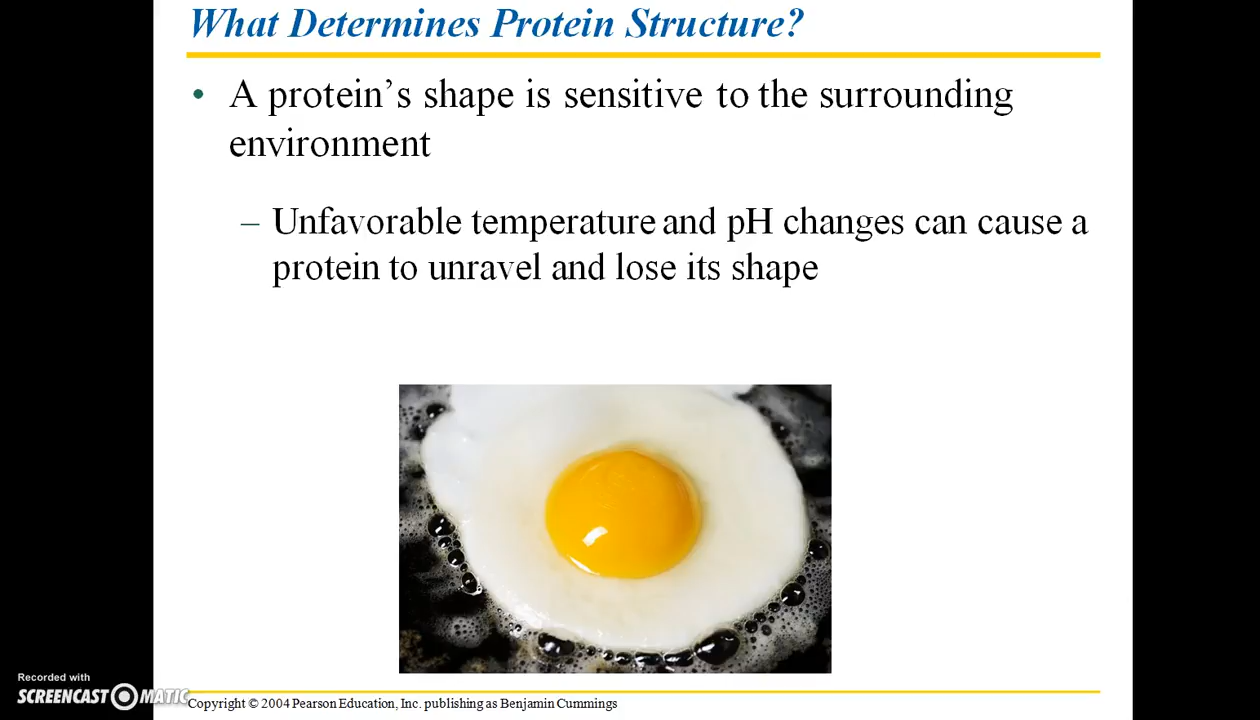 What Determines Protein Structure?
• A protein’s shape is sensitive to the surrounding
environment
– Unfavorable temperature and pH changes can cause a
protein to unravel and lose its shape
Recorded with
SCREENCAST MATIC
Copyright © 2004 Pearson Education, Inc. publishing as Benjamin Cummings